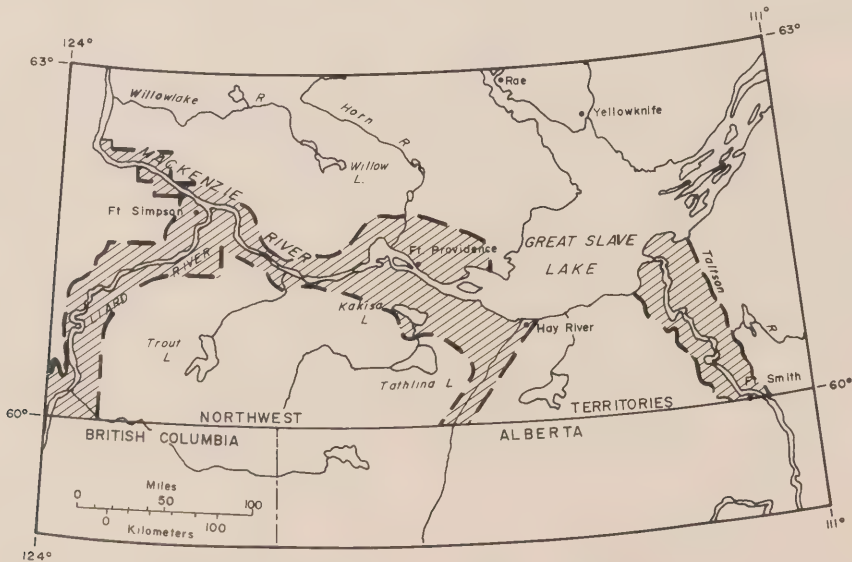 124°
111°
63°
63°
Rae
Willowlake R
Horn R
Yellowknife
Willow
L.
MACKENZIE RIVER
Ft Simpson
Ft Providence
GREAT SLAVE
LAKE
Taltson R
LIARD RIVER
Kakisa
L
Hay River
Trout
L
Tathlina L
Ft Smith
60°
60°
NORTHWEST TERRITORIES
BRITISH COLUMBIA
ALBERTA
Miles
0 50 100
0 100
Kilometers
124°
111°